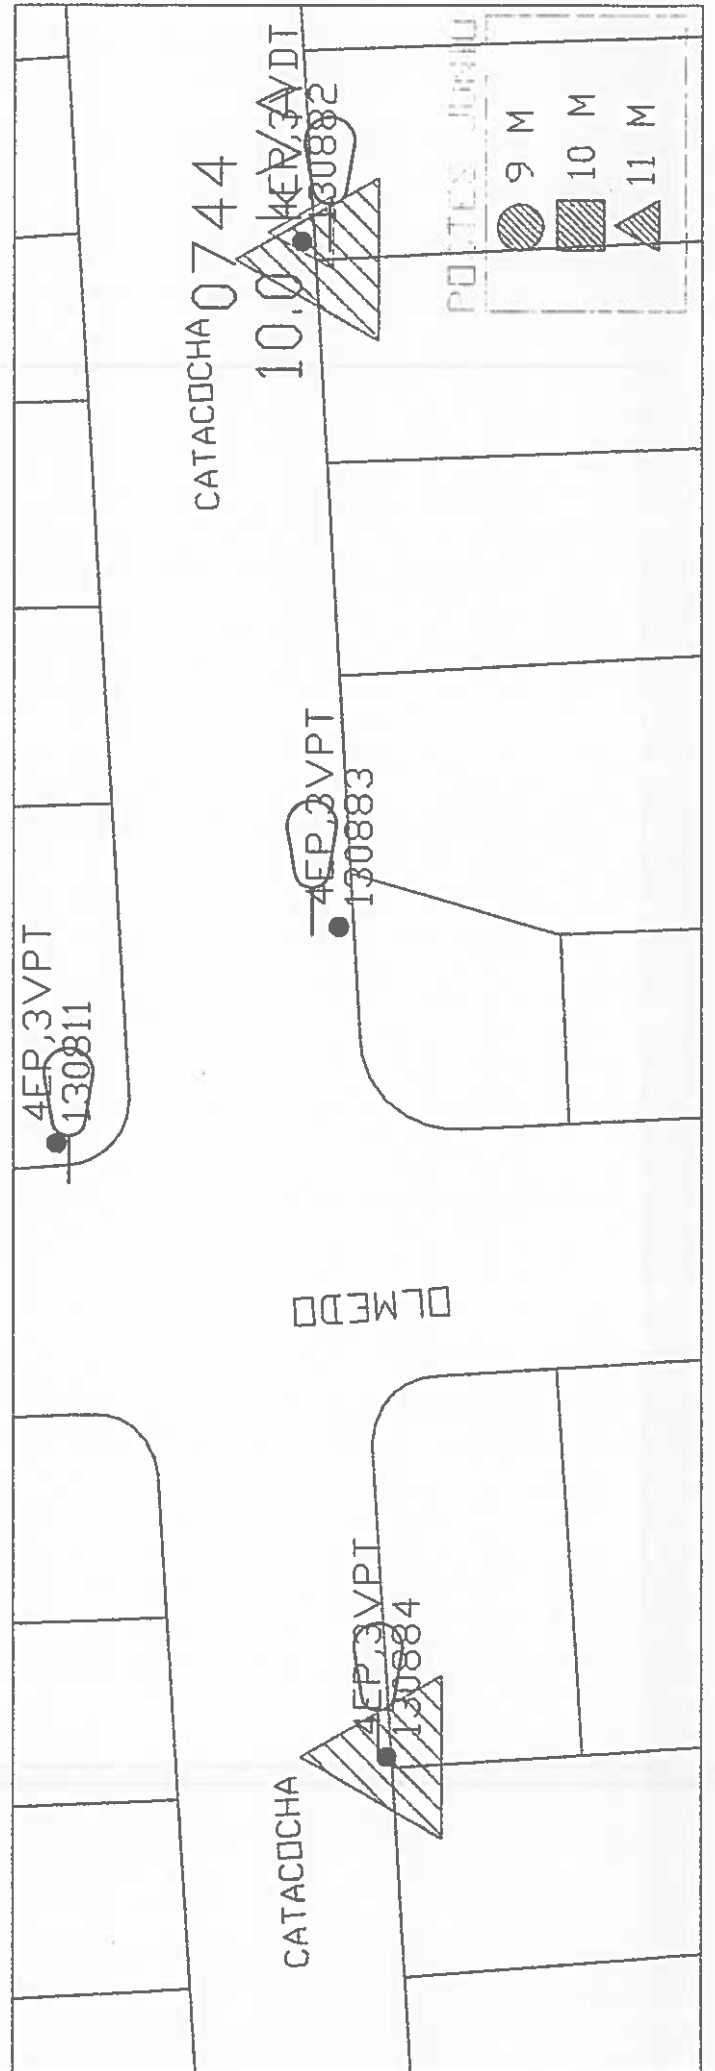 CATACOCHA
0744
10.0
130882
9 M
10 M
11 M
4EP,3VPT
130883
4EP,3VPT
130811
OLMEDO
4EP,3VPT
130884
CATACOCHA